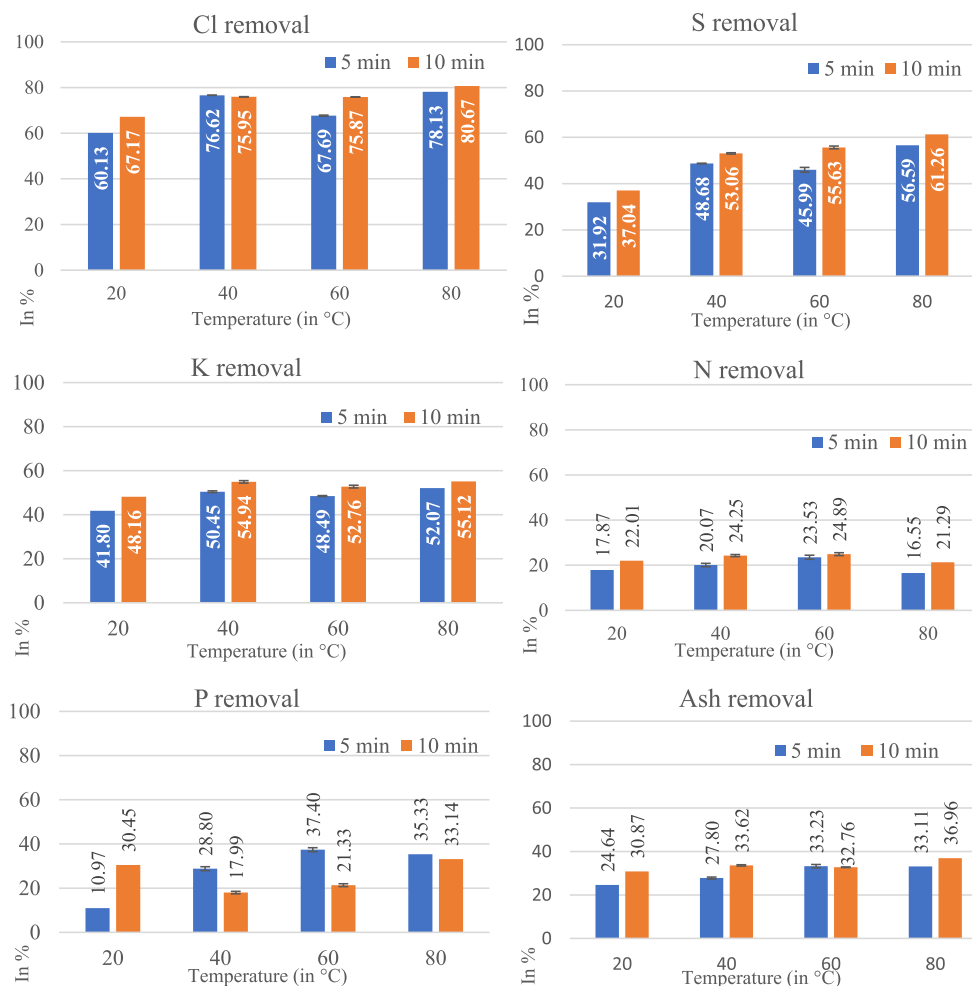 Cl removal
100
80
60
40
20
0
5 min 10 min
60.13
67.17
76.62
75.95
67.69
75.87
78.13
80.67
20 40 60 80
In %
Temperature (in °C)
S removal
100
80
60
40
20
0
5 min 10 min
31.92
37.04
48.68
53.06
45.99
55.63
56.59
61.26
20 40 60 80
In %
Temperature (in °C)
K removal
100
80
60
40
20
0
5 min 10 min
41.80
48.16
50.45
54.94
48.49
52.76
52.07
55.12
20 40 60 80
In %
Temperature (in °C)
N removal
100
80
60
40
20
0
5 min 10 min
17.87
22.01
20.07
24.25
23.53
24.89
16.55
21.29
20 40 60 80
In %
Temperature (in °C)
P removal
100
80
60
40
20
0
5 min 10 min
10.97
30.45
28.80
17.99
37.40
21.33
35.33
33.14
20 40 60 80
In %
Temperature (in °C)
Ash removal
100
80
60
40
20
0
5 min 10 min
24.64
30.87
27.80
33.62
33.23
32.76
33.11
36.96
20 40 60 80
In %
Temperature (in °C)